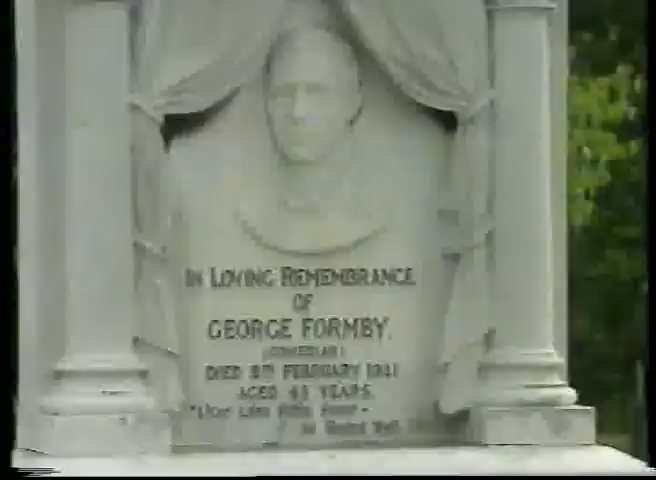 IN LOVING REMEMBRANCE
OF
GEORGE FORMBY.
(COMEDIAN)
DIED 8TH FEBRUARY 1921
AGED 45 YEARS.